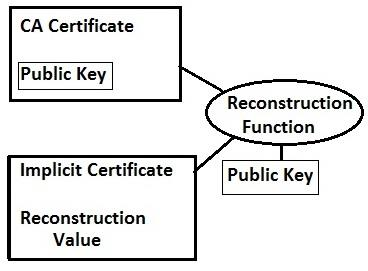 CA Certificate
Public Key
Reconstruction
Function
Public Key
Implicit Certificate
Reconstruction
Value